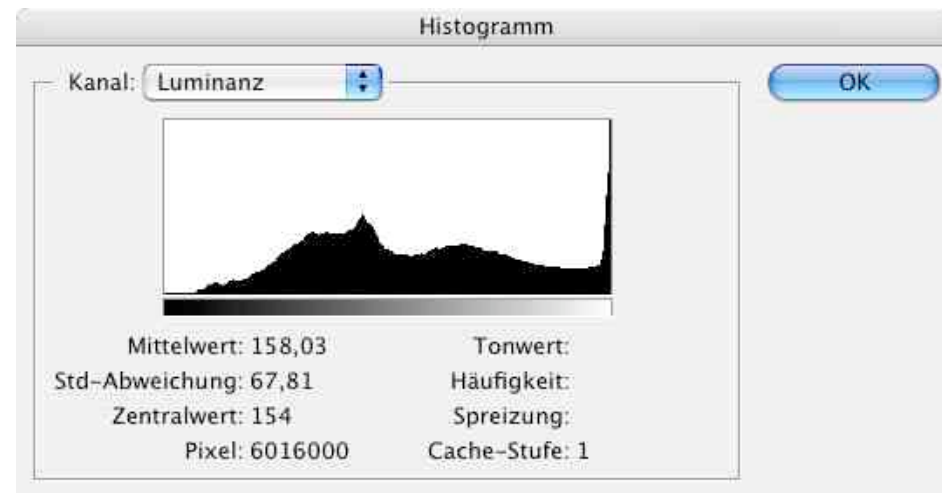 Histogramm
Kanal: Luminanz
OK
Mittelwert: 158,03
Tonwert:
Std-Abweichung: 67,81
Häufigkeit:
Zentralwert: 154
Spreizung:
Pixel: 6016000
Cache-Stufe: 1